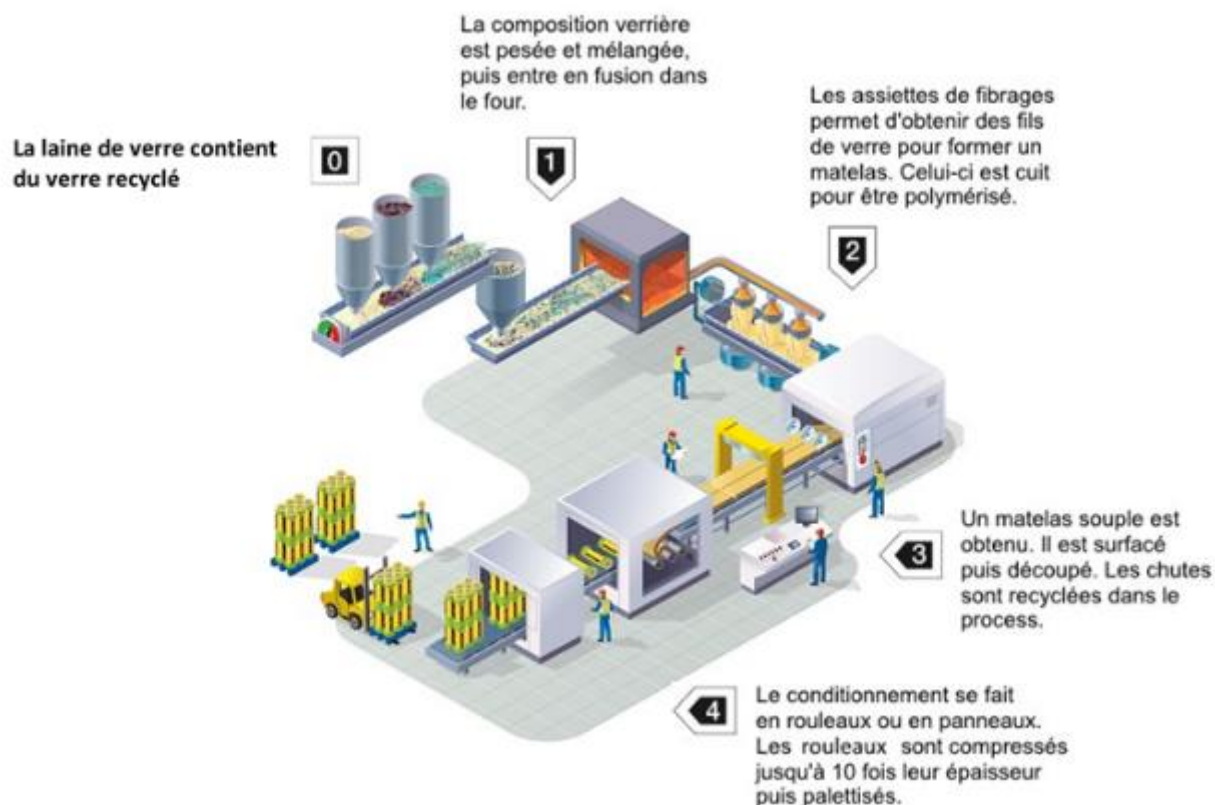 La laine de verre contient
du verre recyclé
0
La composition verrière
est pesée et mélangée,
puis entre en fusion dans
le four.
1
Les assiettes de fibrages
permet d'obtenir des fils
de verre pour former un
matelas. Celui-ci est cuit
pour être polymérisé.
2
3
Un matelas souple est
obtenu. Il est surfacé
puis découpé. Les chutes
sont recyclées dans le
process.
4
Le conditionnement se fait
en rouleaux ou en panneaux.
Les rouleaux sont compressés
jusqu'à 10 fois leur épaisseur
puis palettisés.